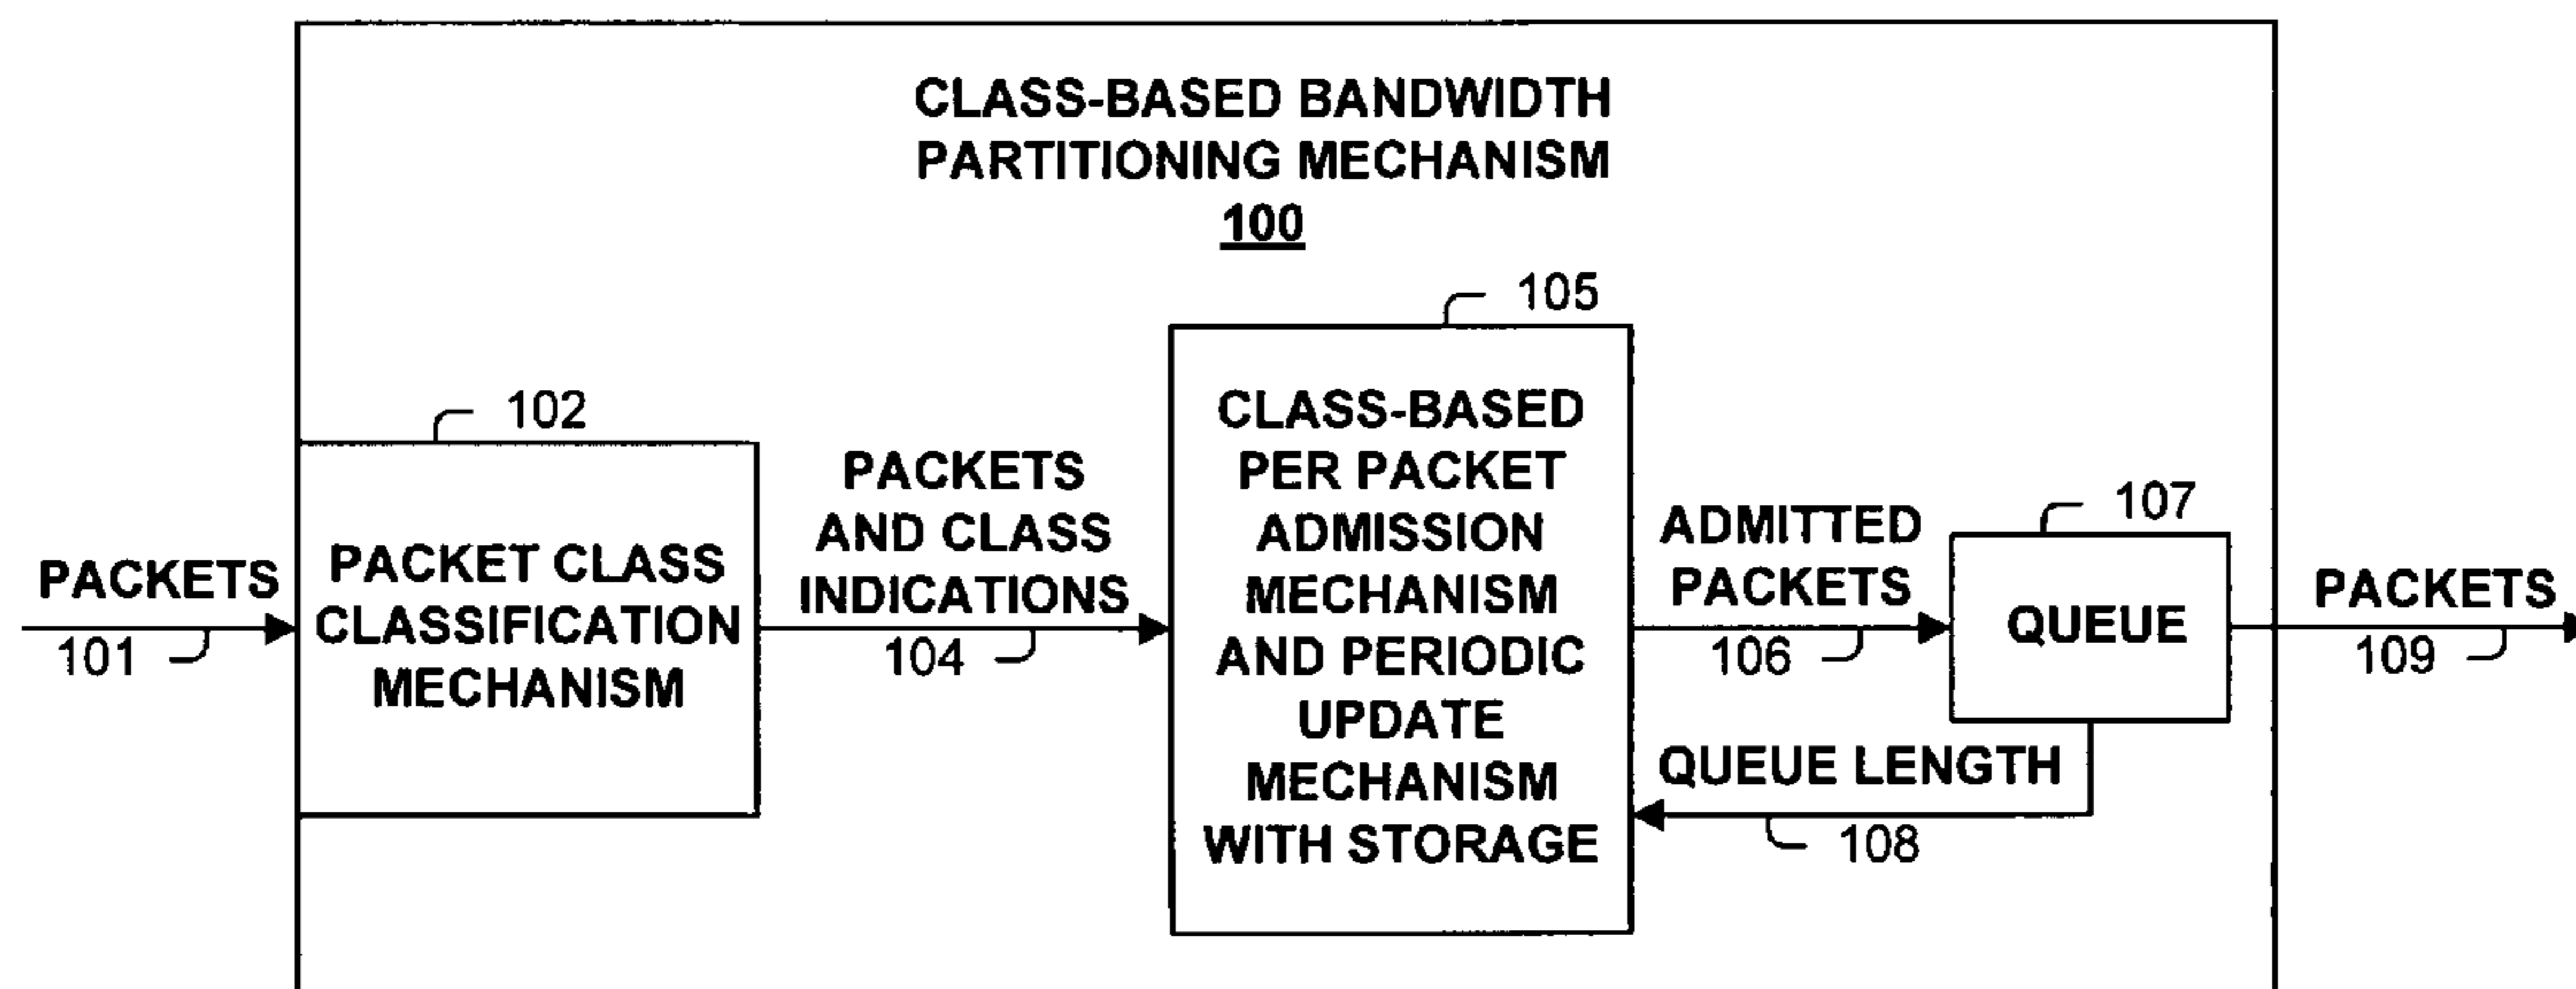 CLASS-BASED BANDWIDTH
PARTITIONING MECHANISM
100
105
102
CLASS-BASED
PER PACKET
ADMISSION
MECHANISM
AND PERIODIC
UPDATE
MECHANISM
WITH STORAGE
PACKETS
AND CLASS
INDICATIONS
104
107
ADMITTED
PACKETS
106
PACKETS
101
PACKET CLASS
CLASSIFICATION
MECHANISM
QUEUE
PACKETS
109
QUEUE LENGTH
108